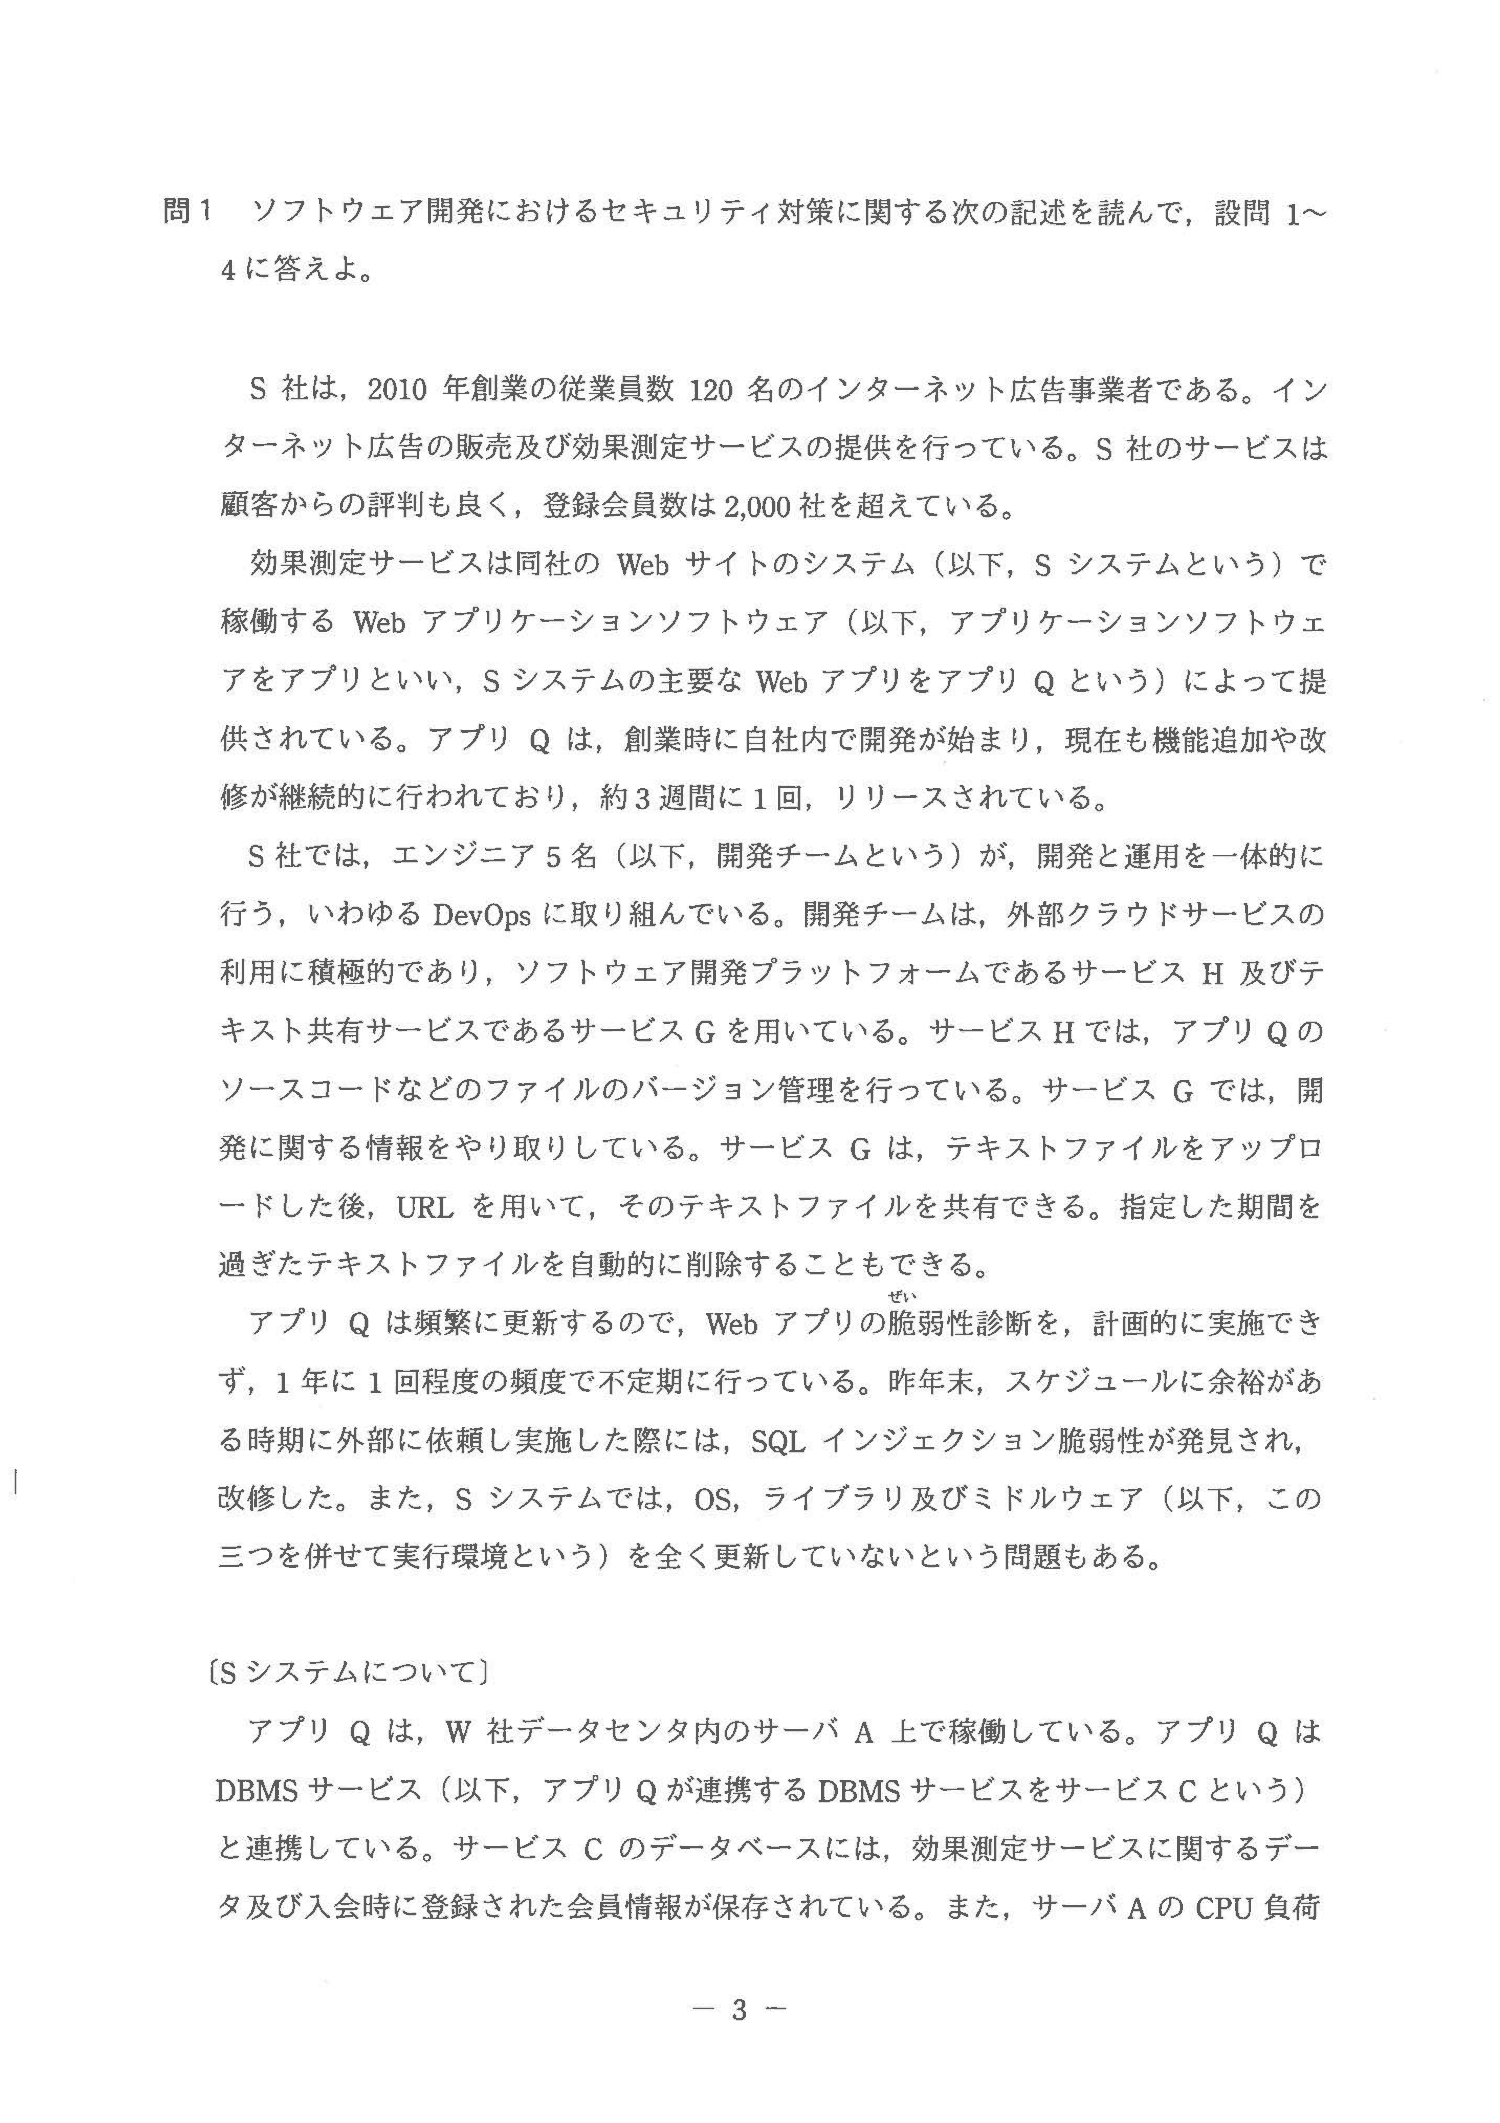 問1 ソフトウェア開発におけるセキュリティ対策に関する次の記述を読んで，設問 1～
4 に答えよ。
S 社は，2010 年創業の従業員数 120 名のインターネット広告事業者である。イン
ターネット広告の販売及び効果測定サービスの提供を行っている。S 社のサービスは
顧客からの評判も良く，登録会員数は 2,000 社を超えている。
効果測定サービスは同社の Web サイトのシステム（以下，S システムという）で
稼働する Web アプリケーションソフトウェア（以下，アプリケーションソフトウェ
アをアプリといい，S システムの主要な Web アプリをアプリ Q という）によって提
供されている。アプリ Q は，創業時に自社内で開発が始まり，現在も機能追加や改
修が継続的に行われており，約 3 週間に 1 回，リリースされている。
S 社では，エンジニア 5 名（以下，開発チームという）が，開発と運用を一体的に
行う，いわゆる DevOps に取り組んでいる。開発チームは，外部クラウドサービスの
利用に積極的であり，ソフトウェア開発プラットフォームであるサービス H 及びテ
キスト共有サービスであるサービス G を用いている。サービス H では，アプリ Q の
ソースコードなどのファイルのバージョン管理を行っている。サービス G では，開
発に関する情報をやり取りしている。サービス G は，テキストファイルをアップロ
ードした後，URL を用いて，そのテキストファイルを共有できる。指定した期間を
過ぎたテキストファイルを自動的に削除することもできる。
ぜい
アプリ Q は頻繁に更新するので，Web アプリの脆弱性診断を，計画的に実施でき
ず，1 年に 1 回程度の頻度で不定期に行っている。昨年末，スケジュールに余裕があ
る時期に外部に依頼し実施した際には，SQL インジェクション脆弱性が発見され，
改修した。また，S システムでは，OS，ライブラリ及びミドルウェア（以下，この
三つを併せて実行環境という）を全く更新していないという問題もある。
〔S システムについて〕
アプリ Q は，W 社データセンタ内のサーバ A 上で稼働している。アプリ Q は
DBMS サービス（以下，アプリ Q が連携する DBMS サービスをサービス C という）
と連携している。サービス C のデータベースには，効果測定サービスに関するデー
タ及び入会時に登録された会員情報が保存されている。また，サーバ A の CPU 負荷
－ 3 －